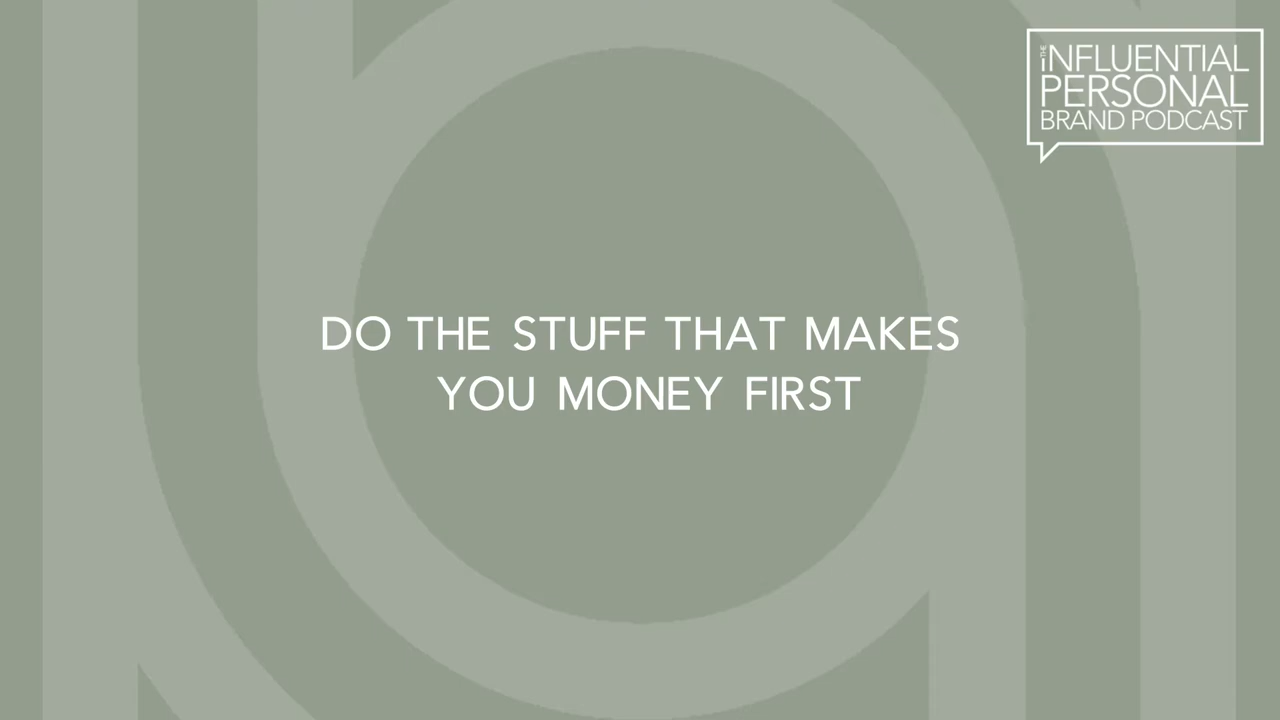 THE
iNFLUENTIAL
PERSONAL
BRAND PODCAST
DO THE STUFF THAT MAKES
YOU MONEY FIRST